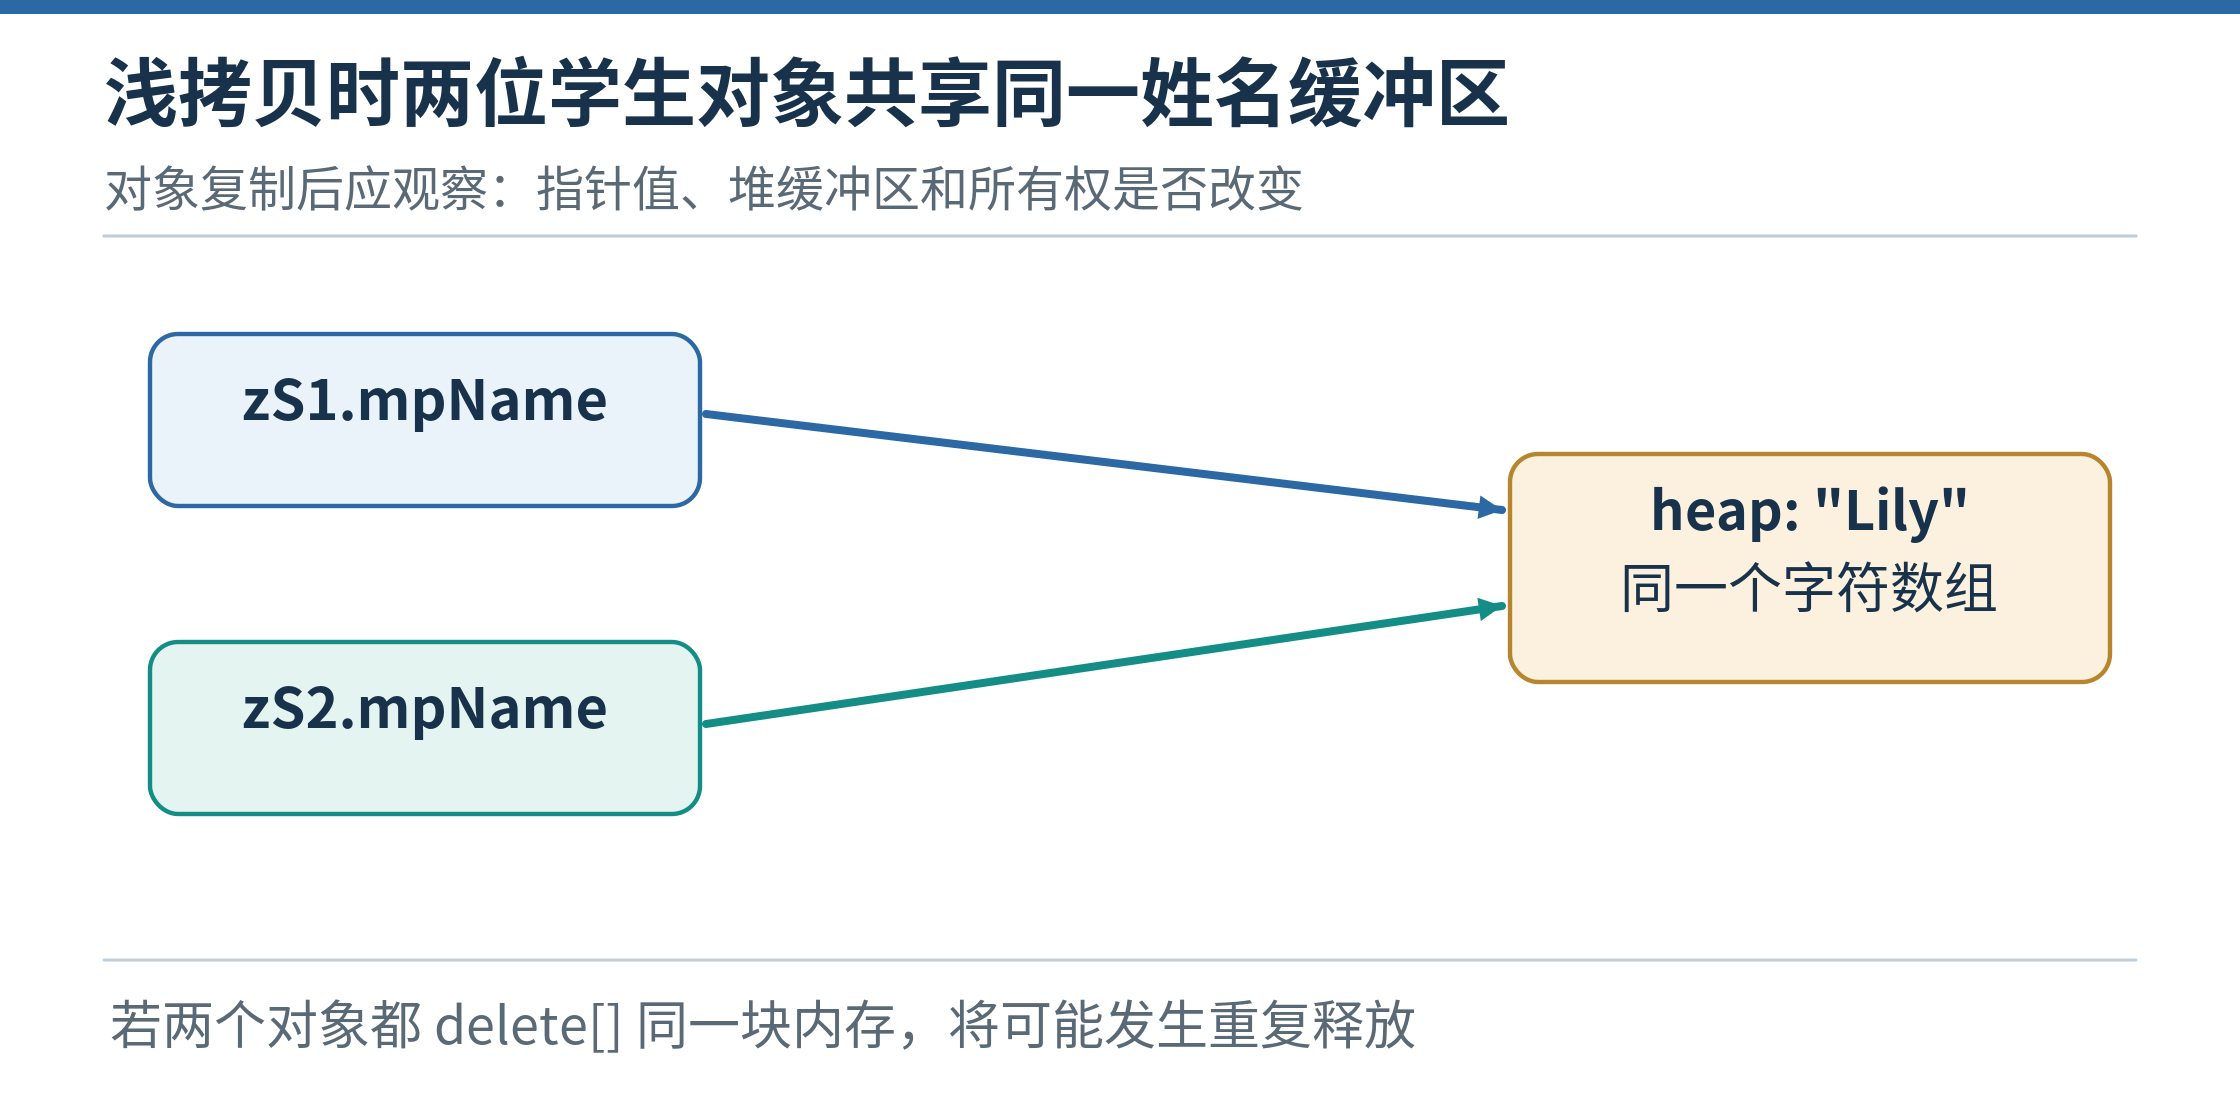 浅拷贝时两位学生对象共享同一姓名缓冲区
对象复制后应观察：指针值、堆缓冲区和所有权是否改变
zS1.mpName
heap: "Lily"
同一个字符数组
zS2.mpName
若两个对象都 delete[] 同一块内存，将可能发生重复释放